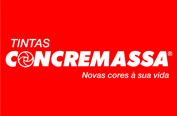 TINTAS
CONCREMASSA®
Novas cores à sua vida